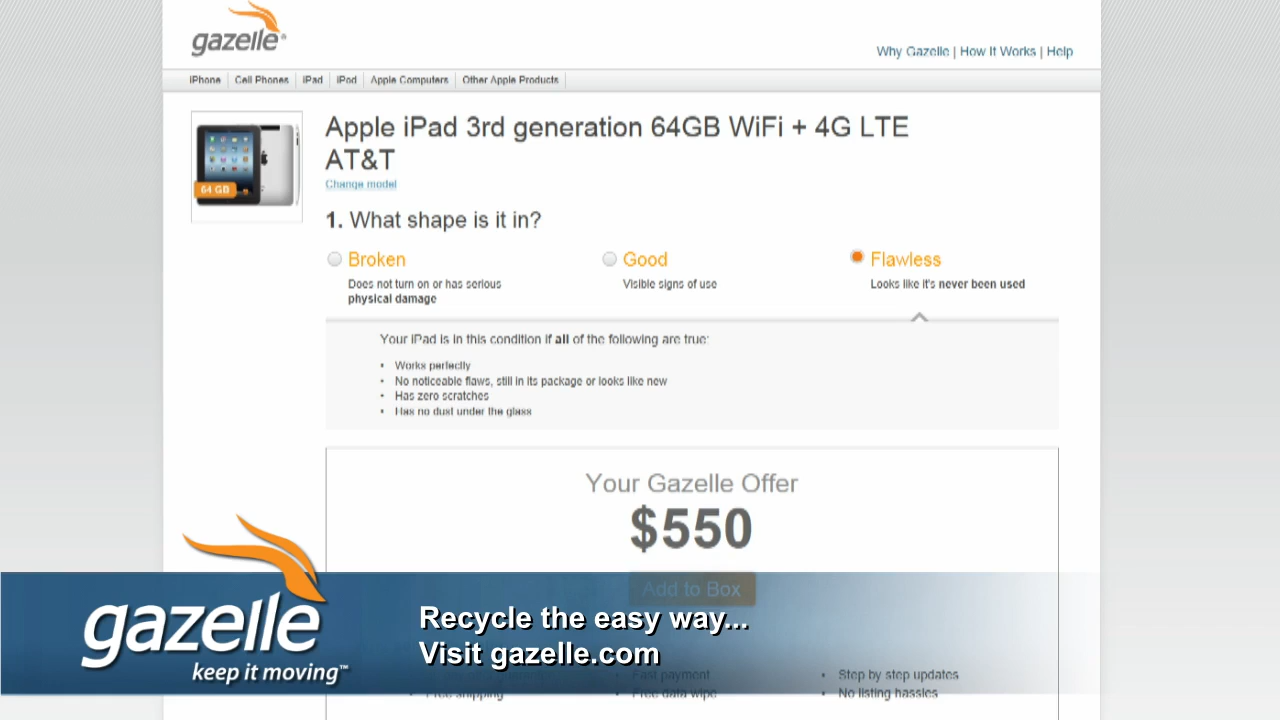 gazelle®
Why Gazelle | How It Works | Help
iPhone | Cell Phones | iPad | iPod | Apple Computers | Other Apple Products
Apple iPad 3rd generation 64GB WiFi + 4G LTE
AT&T
64 GB
Change model
1. What shape is it in?
Broken Good Flawless
Does not turn on or has serious Visible signs of use Looks like it's never been used
physical damage
Your iPad is in this condition if all of the following are true:
• Works perfectly
• No noticeable flaws, still in its package or looks like new
• Has zero scratches
• Has no dust under the glass
Your Gazelle Offer
$550
Add to Box
gazelle
keep it moving™
Recycle the easy way...
Visit gazelle.com
• Fast payment • Step by step updates
• Free shipping • Free data wipe • No listing hassles